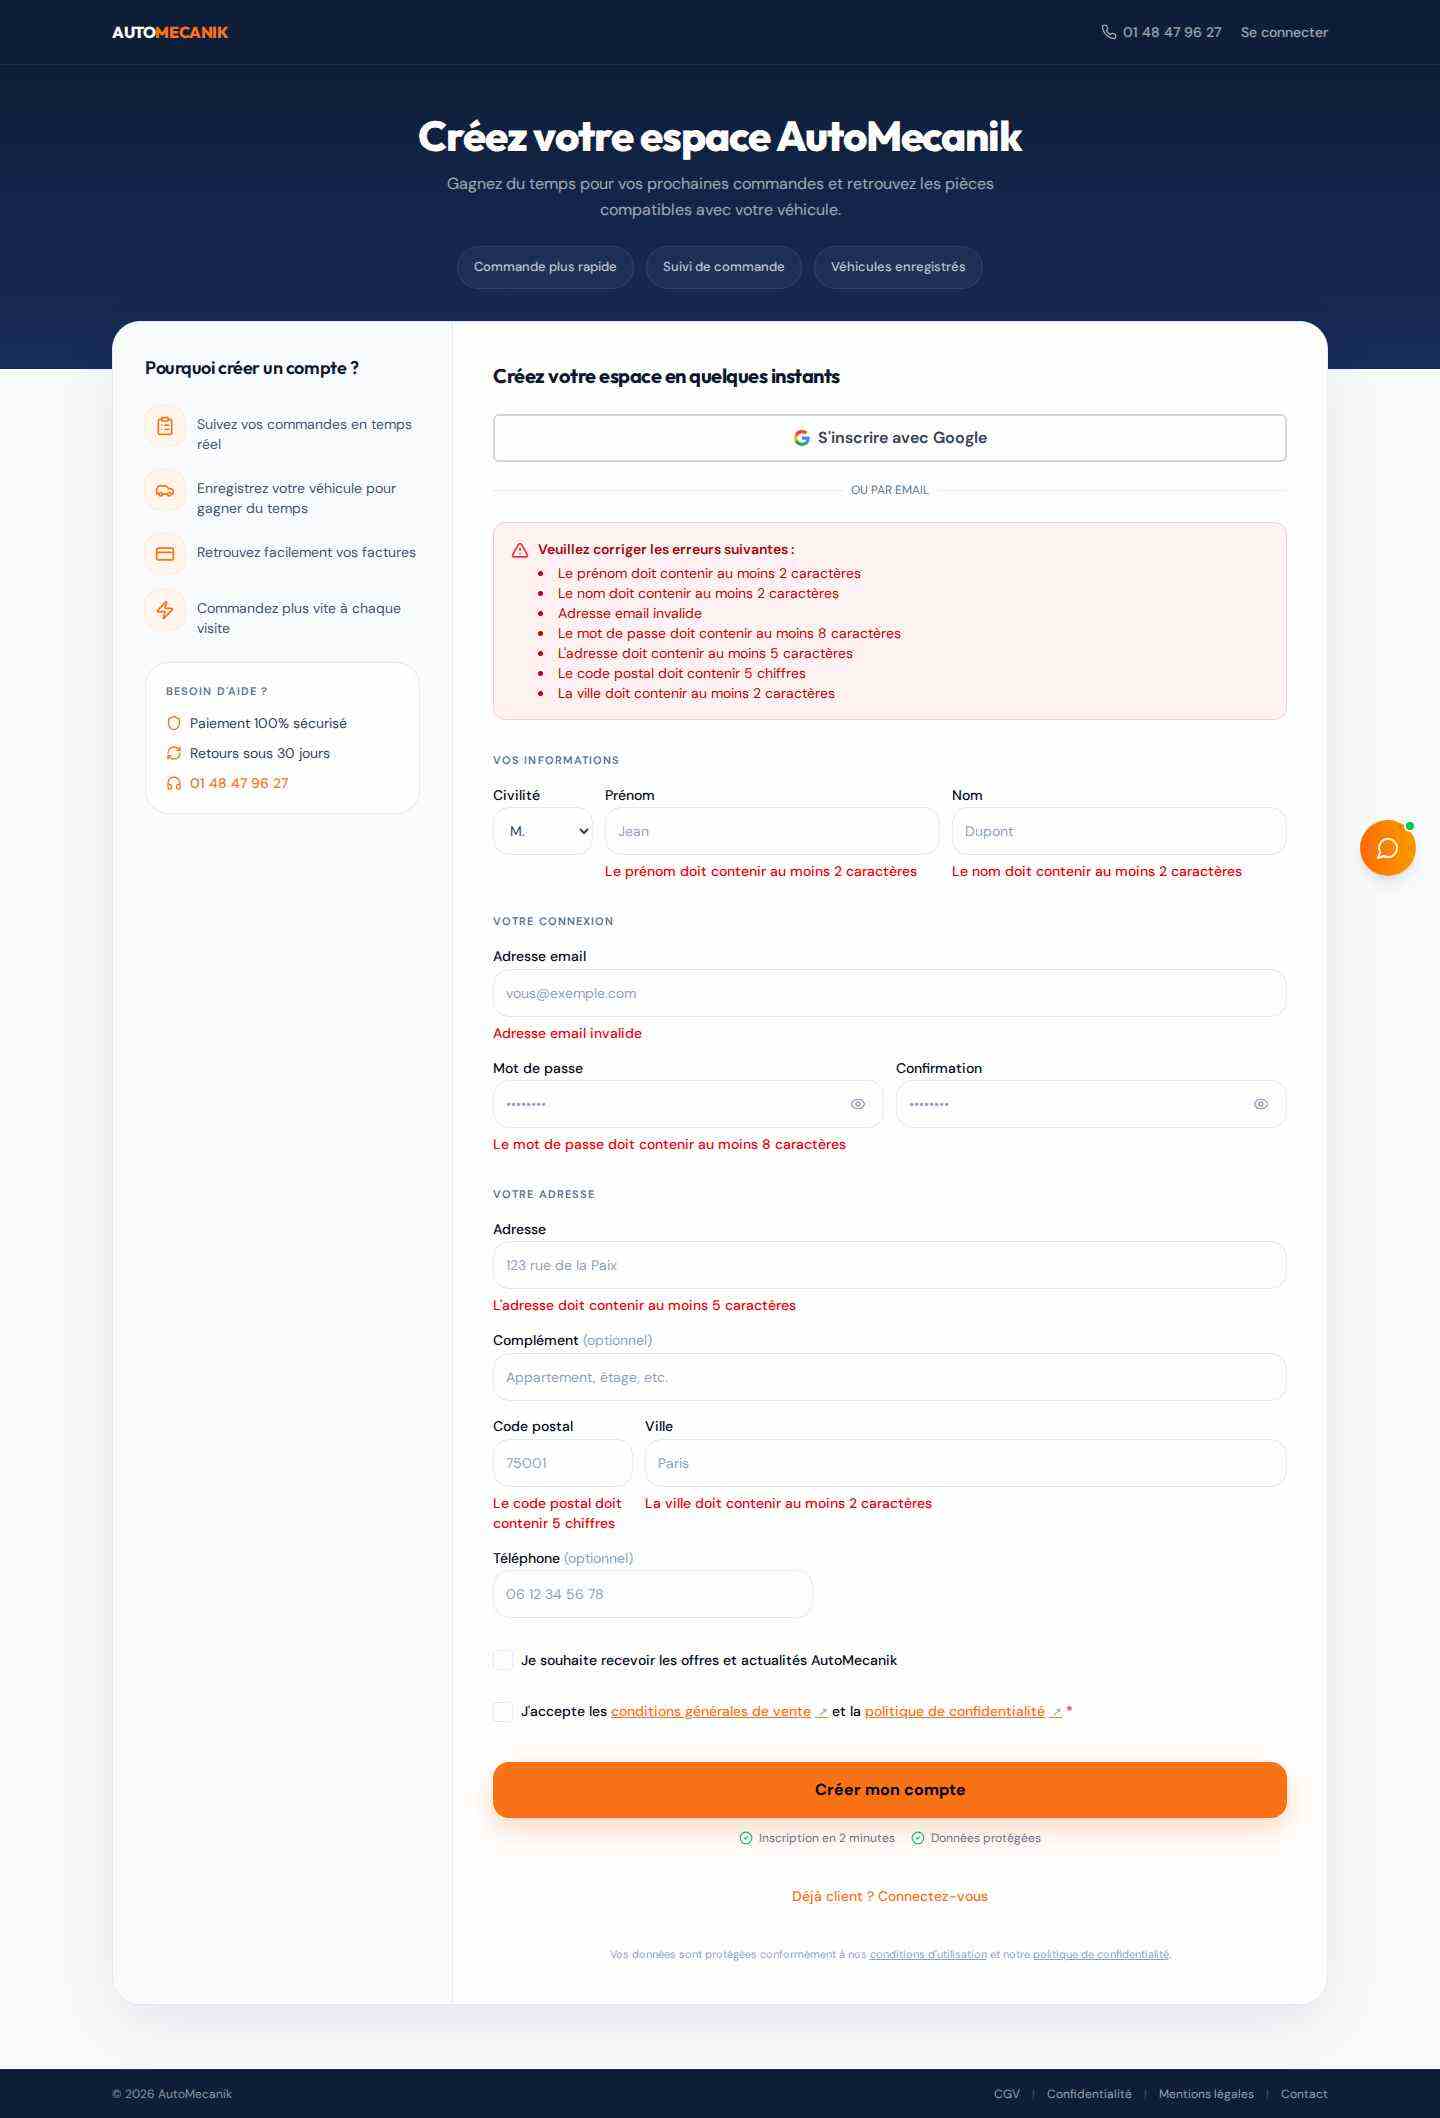 AUTOMECANIK
01 48 47 96 27
Se connecter
Créez votre espace AutoMecanik
Gagnez du temps pour vos prochaines commandes et retrouvez les pièces
compatibles avec votre véhicule.
Commande plus rapide
Suivi de commande
Véhicules enregistrés
Pourquoi créer un compte ?
Suivez vos commandes en temps
réel
Enregistrez votre véhicule pour
gagner du temps
Retrouvez facilement vos factures
Commandez plus vite à chaque
visite
BESOIN D'AIDE ?
Paiement 100% sécurisé
Retours sous 30 jours
01 48 47 96 27
Créez votre espace en quelques instants
S'inscrire avec Google
OU PAR EMAIL
Veuillez corriger les erreurs suivantes :
• Le prénom doit contenir au moins 2 caractères
• Le nom doit contenir au moins 2 caractères
• Adresse email invalide
• Le mot de passe doit contenir au moins 8 caractères
• L'adresse doit contenir au moins 5 caractères
• Le code postal doit contenir 5 chiffres
• La ville doit contenir au moins 2 caractères
VOS INFORMATIONS
Civilité
Prénom
Nom
M.
Jean
Dupont
Le prénom doit contenir au moins 2 caractères
Le nom doit contenir au moins 2 caractères
VOTRE CONNEXION
Adresse email
vous@exemple.com
Adresse email invalide
Mot de passe
Confirmation
••••••••
••••••••
Le mot de passe doit contenir au moins 8 caractères
VOTRE ADRESSE
Adresse
123 rue de la Paix
L'adresse doit contenir au moins 5 caractères
Complément (optionnel)
Appartement, étage, etc.
Code postal
Ville
75001
Paris
Le code postal doit
contenir 5 chiffres
La ville doit contenir au moins 2 caractères
Téléphone (optionnel)
06 12 34 56 78
Je souhaite recevoir les offres et actualités AutoMecanik
J'accepte les conditions générales de vente ↗ et la politique de confidentialité ↗ *
Créer mon compte
Inscription en 2 minutes
Données protégées
Déjà client ? Connectez-vous
Vos données sont protégées conformément à nos conditions d'utilisation et notre politique de confidentialité.
© 2026 AutoMecanik
CGV | Confidentialité | Mentions légales | Contact